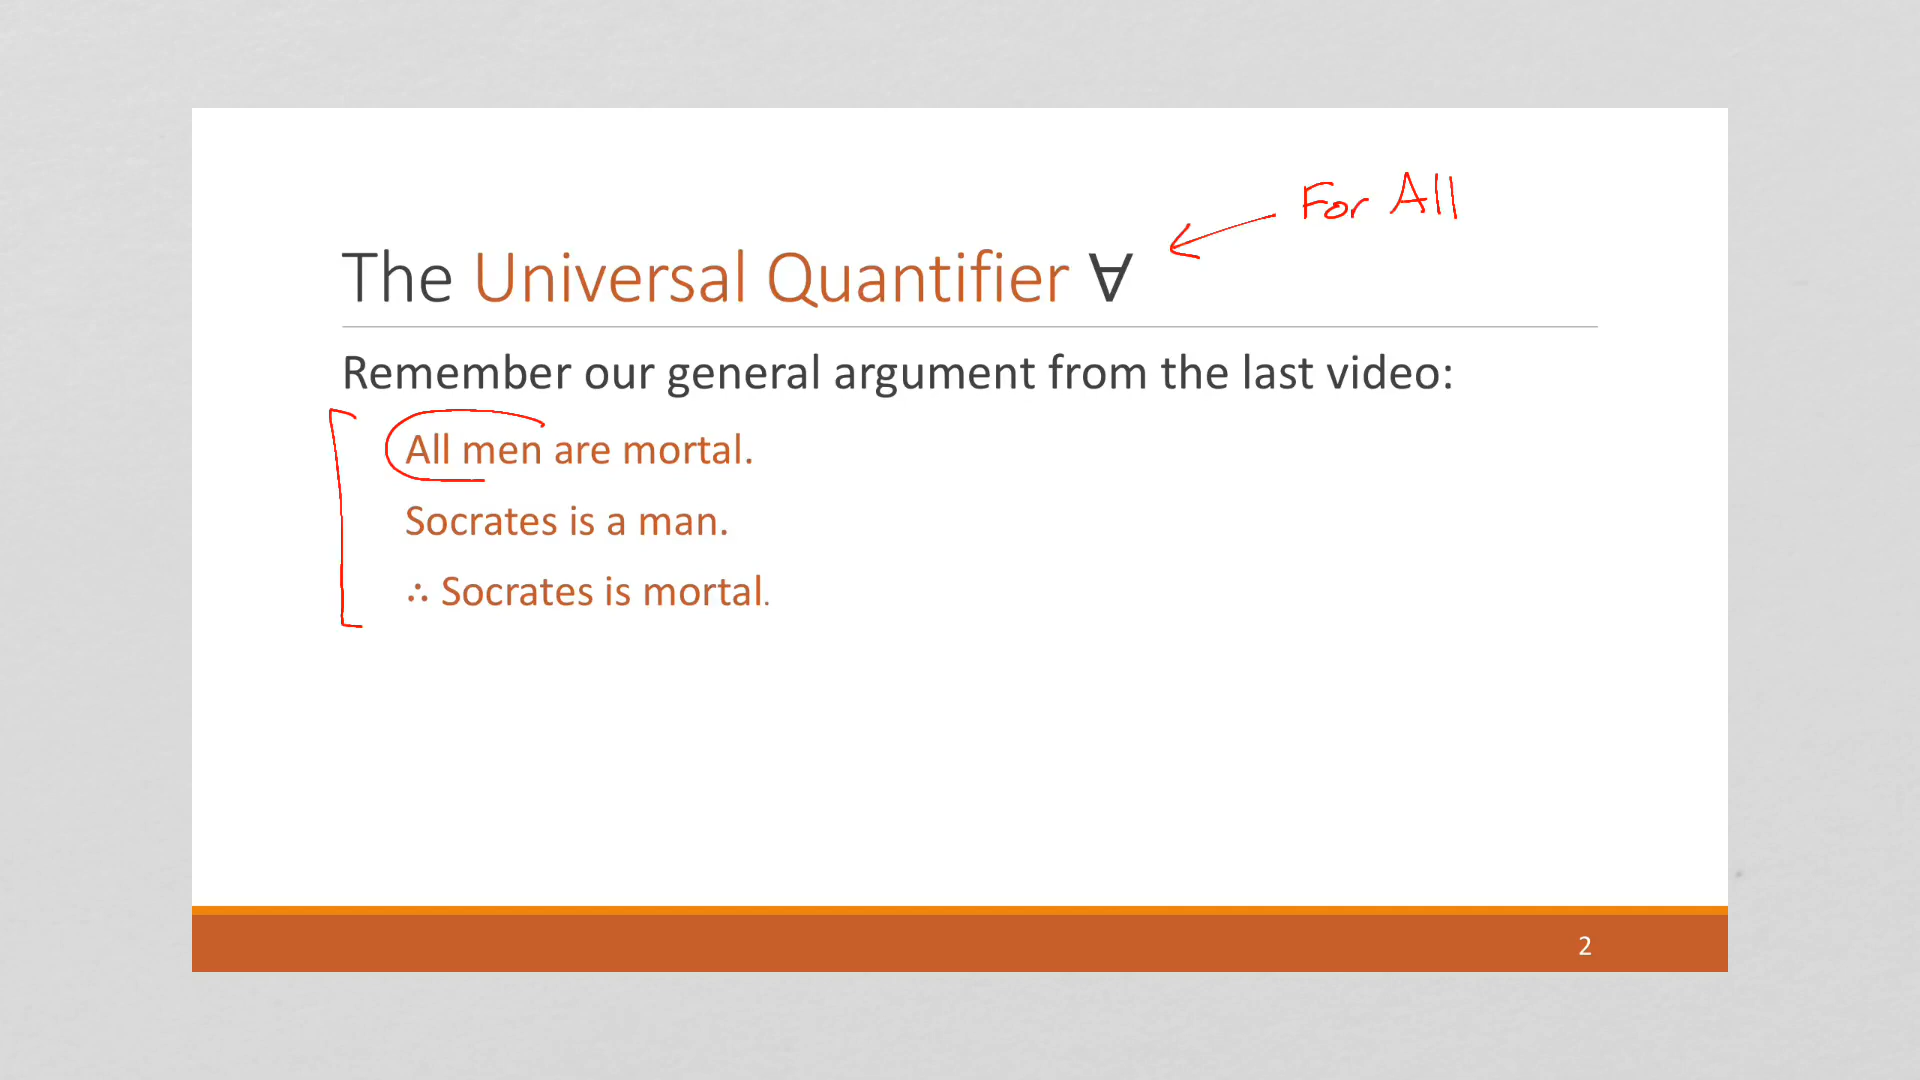 For All
The Universal Quantifier ∀
Remember our general argument from the last video:
All men are mortal.
Socrates is a man.
∴ Socrates is mortal.
2